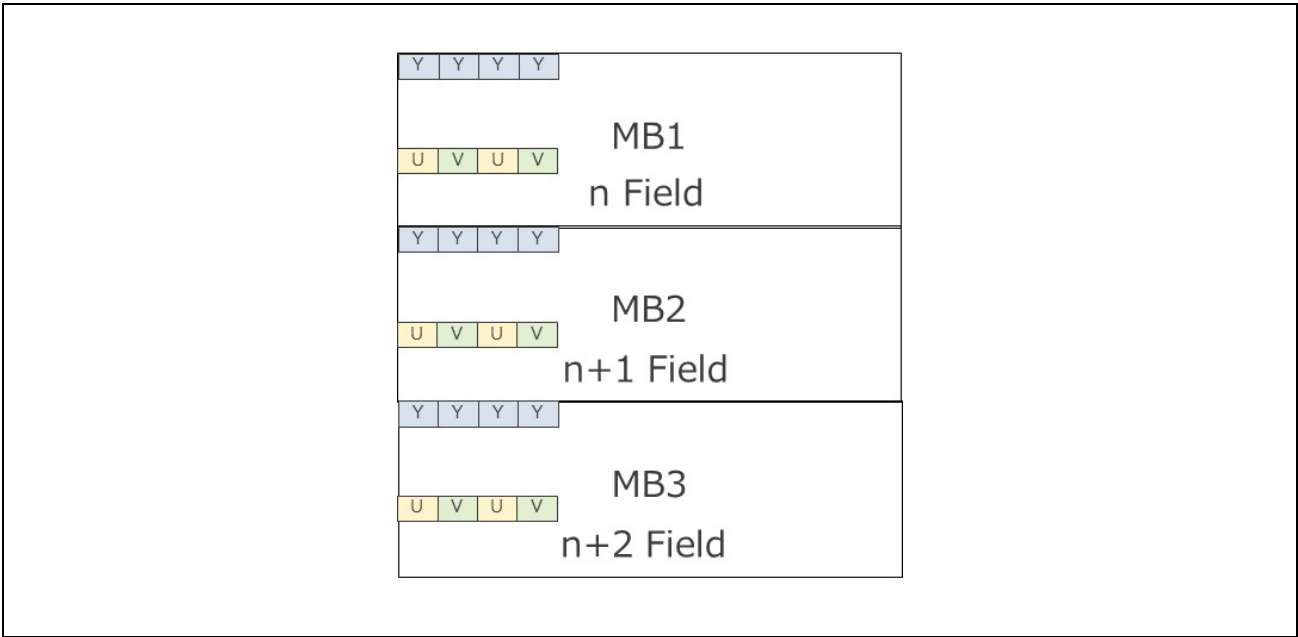 Y Y Y Y
MB1
U V U V
n Field
Y Y Y Y
MB2
U V U V
n+1 Field
Y Y Y Y
MB3
U V U V
n+2 Field